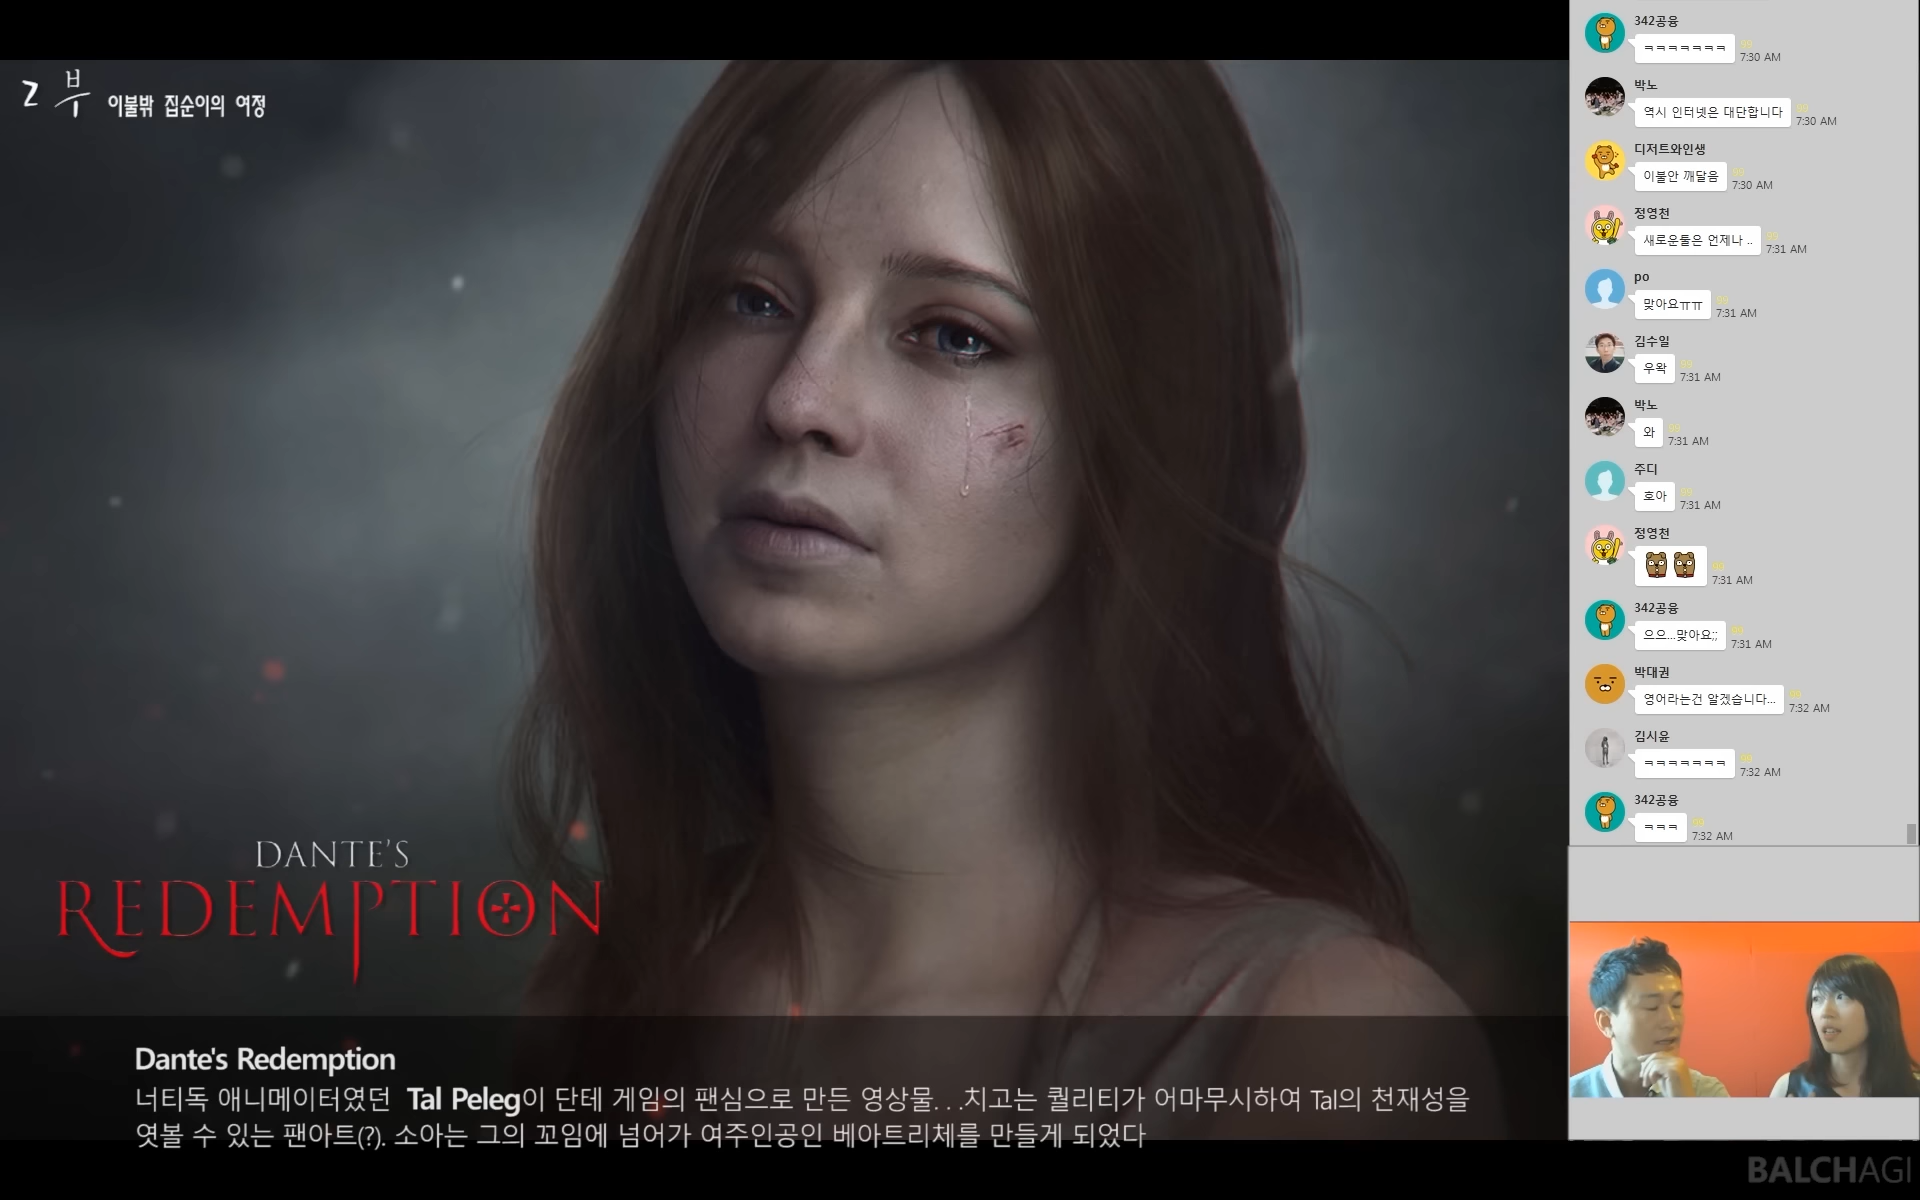 2부 이불밖 집순이의 여정
DANTE'S
REDEMPTION
Dante's Redemption
너티독 애니메이터였던 Tal Peleg이 단테 게임의 팬심으로 만든 영상물. . .치고는 퀄리티가 어마무시하여 Tal의 천재성을
엿볼 수 있는 팬아트(?). 소아는 그의 꼬임에 넘어가 여주인공인 베아트리체를 만들게 되었다
342공융
ㅋㅋㅋㅋㅋㅋㅋ
7:30 AM
박노
역시 인터넷은 대단합니다
7:30 AM
디저트와인생
이불안 깨달음
7:30 AM
정영천
새로운툴은 언제나 ..
7:31 AM
po
맞아요ㅠㅠ
7:31 AM
김수일
우왁
7:31 AM
박노
와
7:31 AM
주디
호아
7:31 AM
정영천
7:31 AM
342공융
으으...맞아요;;
7:31 AM
박대권
영어라는건 알겠습니다...
7:32 AM
김시윤
ㅋㅋㅋㅋㅋㅋㅋ
7:32 AM
342공융
ㅋㅋㅋ
7:32 AM
BALCHAGI